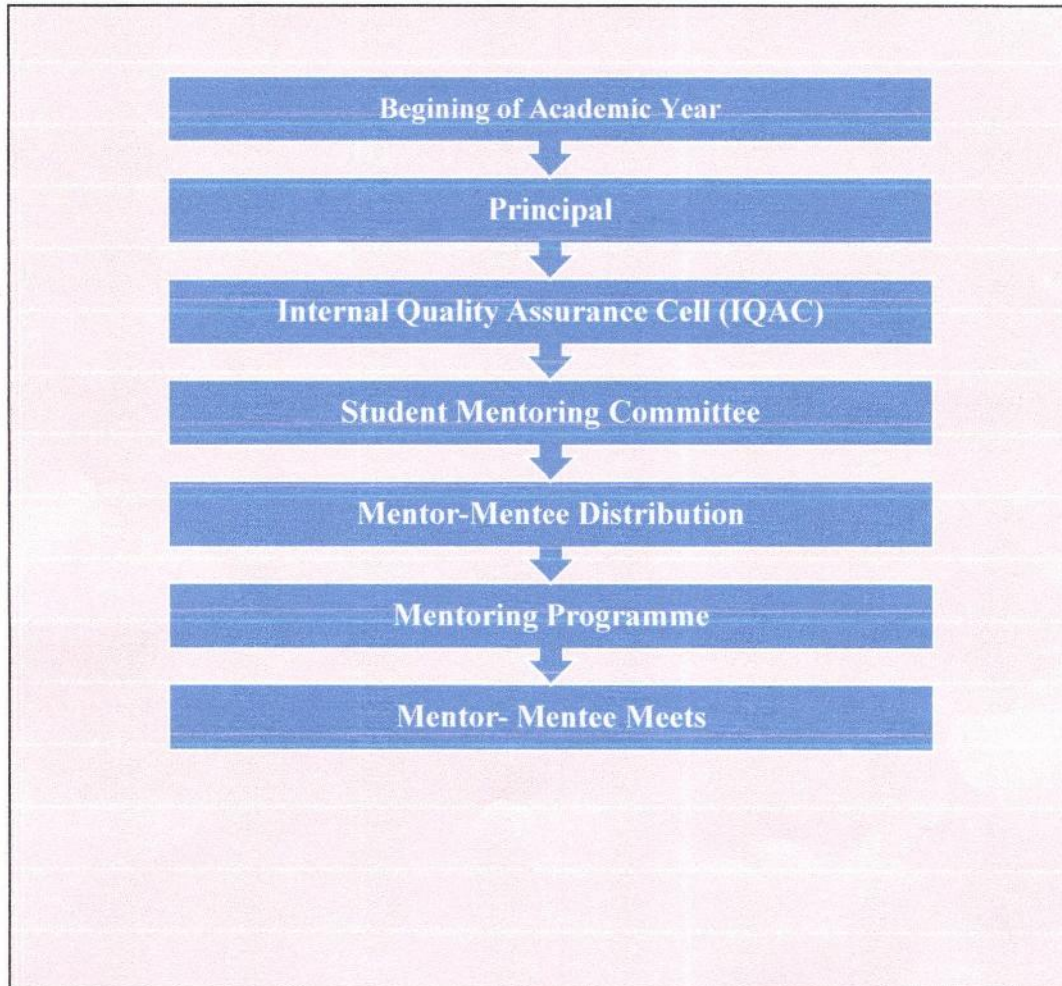 Begining of Academic Year
Principal
Internal Quality Assurance Cell (IQAC)
Student Mentoring Committee
Mentor-Mentee Distribution
Mentoring Programme
Mentor- Mentee Meets